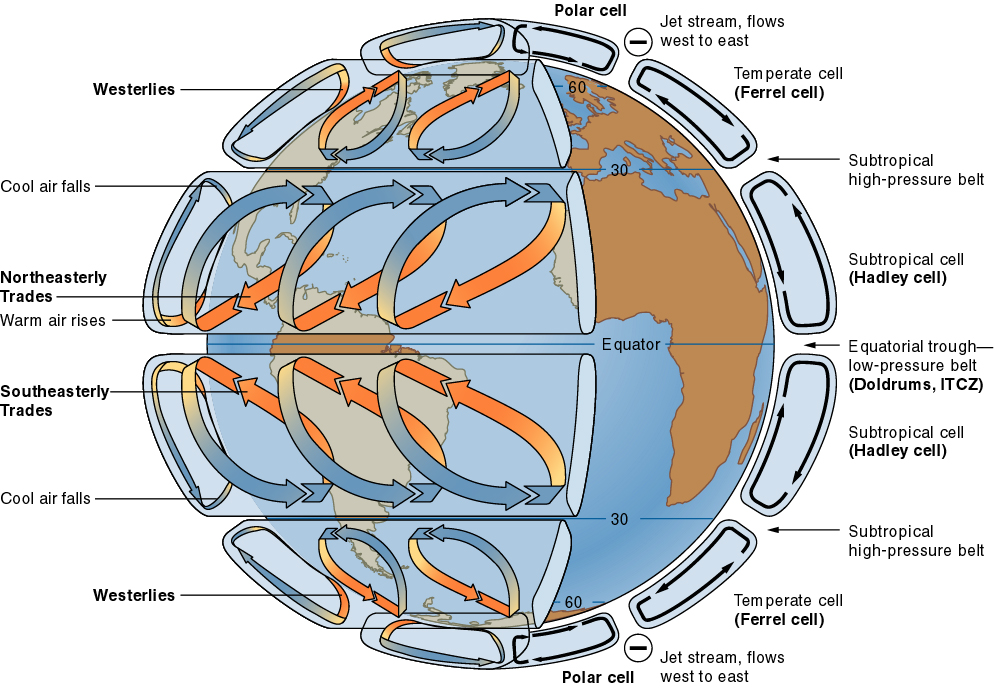 Polar cell
Jet stream, flows
west to east
Westerlies
60
Temperate cell
(Ferrel cell)
30
Subtropical
high-pressure belt
Cool air falls
Northeasterly
Trades
Warm air rises
Subtropical cell
(Hadley cell)
Equator
Equatorial trough—
low-pressure belt
(Doldrums, ITCZ)
Southeasterly
Trades
Subtropical cell
(Hadley cell)
Cool air falls
30
Subtropical
high-pressure belt
Westerlies
60
Temperate cell
(Ferrel cell)
Jet stream, flows
west to east
Polar cell